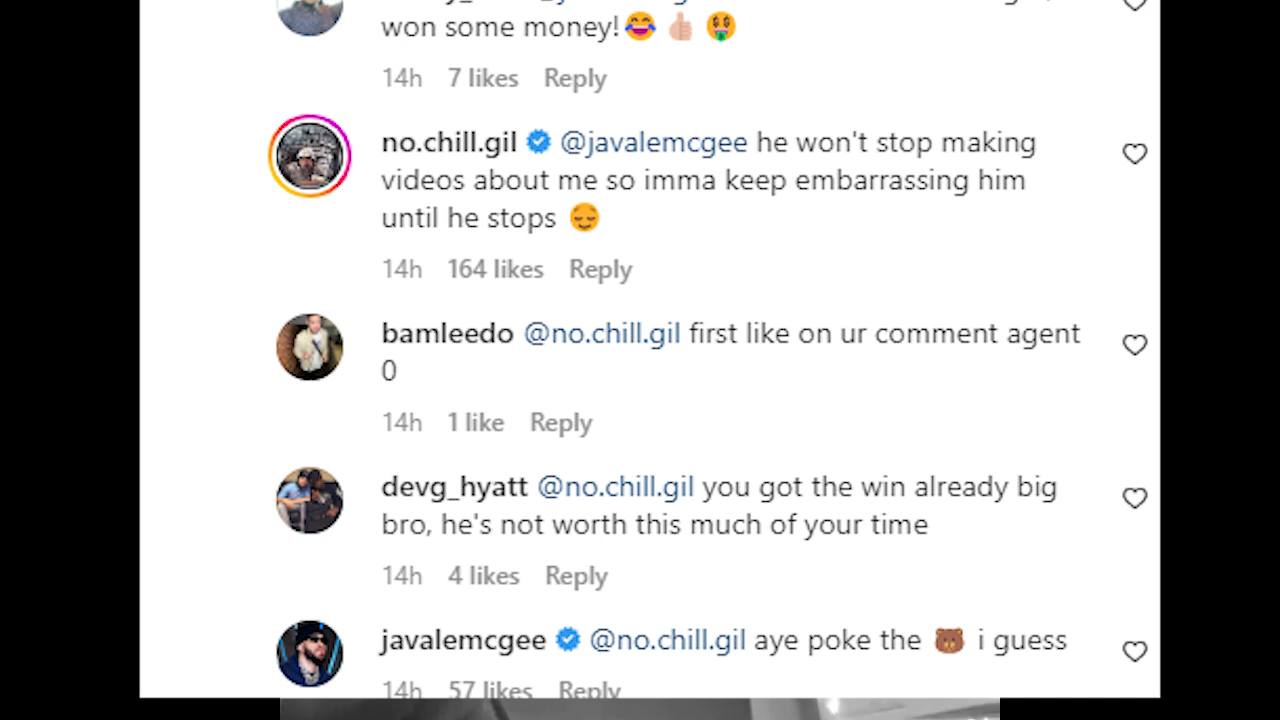 won some money!😂👍🏼🤑
14h 7 likes Reply
no.chill.gil @javalemcgee he won't stop making
videos about me so imma keep embarrassing him
until he stops 😔
14h 164 likes Reply
bamleedo @no.chill.gil first like on ur comment agent
0
14h 1 like Reply
devg_hyatt @no.chill.gil you got the win already big
bro, he's not worth this much of your time
14h 4 likes Reply
javalemcgee @no.chill.gil aye poke the 🐻 i guess
14h 57 likes Reply